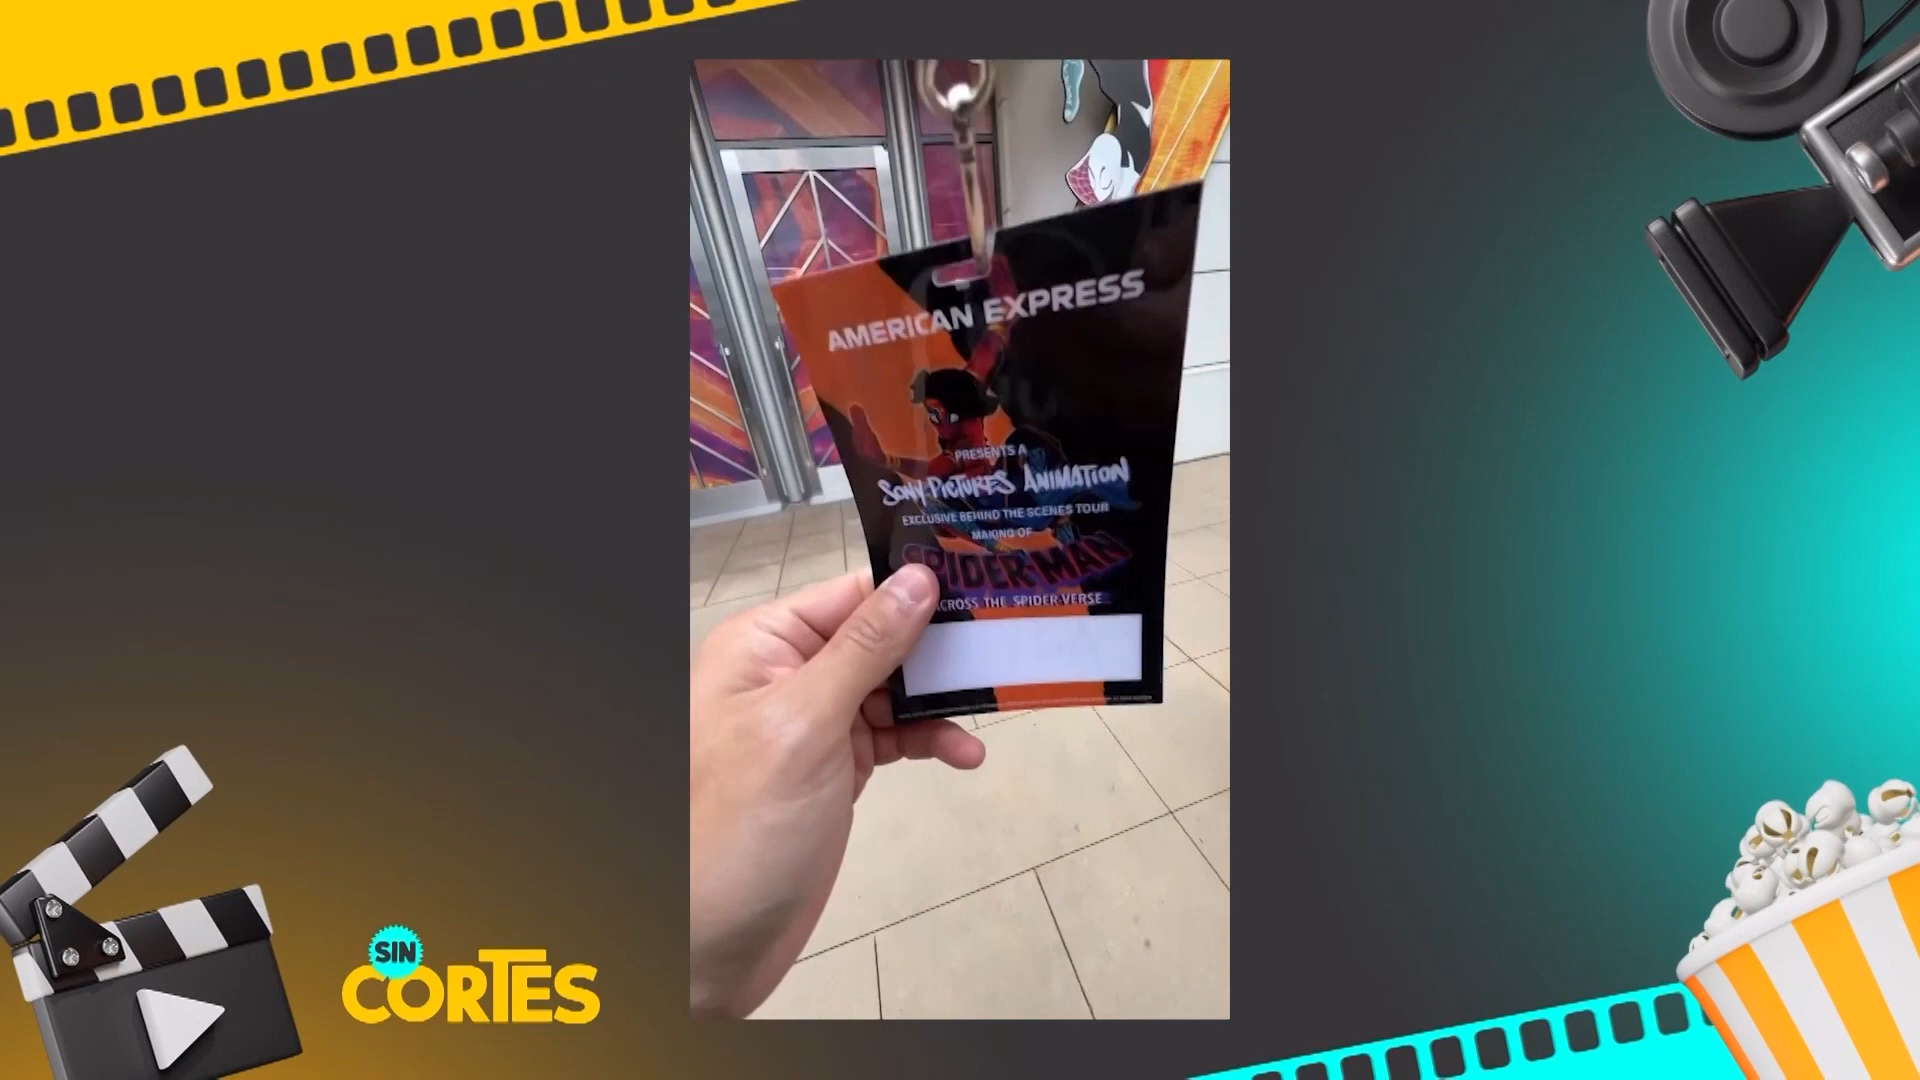 AMERICAN EXPRESS
PRESENTS A
SONY PICTURES ANIMATION
EXCLUSIVE BEHIND THE SCENES TOUR
MAKING OF
SPIDER-MAN
ACROSS THE SPIDER-VERSE
SIN
CORTES